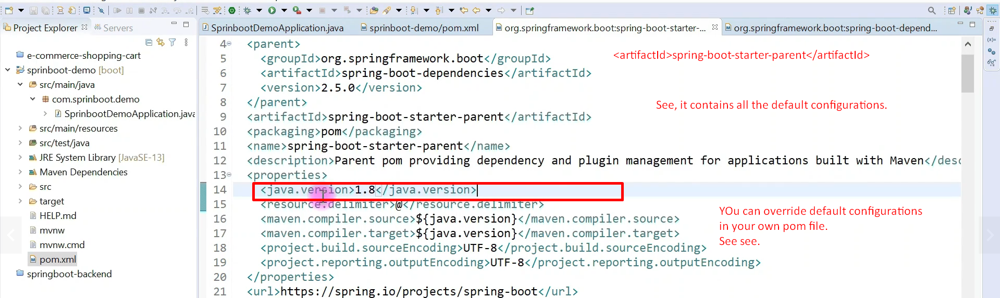 Project Explorer
Servers
e-commerce-shopping-cart
sprinboot-demo [boot]
src/main/java
com.sprinboot.demo
SprinbootDemoApplication.java
src/main/resources
src/test/java
JRE System Library [JavaSE-13]
Maven Dependencies
src
target
HELP.md
mvnw
mvnw.cmd
pom.xml
springboot-backend
SprinbootDemoApplication.java
sprinboot-demo/pom.xml
org.springframework.boot:spring-boot-starter-...
org.springframework.boot:spring-boot-depend...
4 <parent>
5 <groupId>org.springframework.boot</groupId>
6 <artifactId>spring-boot-dependencies</artifactId>
7 <version>2.5.0</version>
8 </parent>
9 <artifactId>spring-boot-starter-parent</artifactId>
10 <packaging>pom</packaging>
11 <name>spring-boot-starter-parent</name>
12 <description>Parent pom providing dependency and plugin management for applications built with Maven</desc
13 <properties>
14 <java.version>1.8</java.version>
15 <resource.delimiter>@</resource.delimiter>
16 <maven.compiler.source>${java.version}</maven.compiler.source>
17 <maven.compiler.target>${java.version}</maven.compiler.target>
18 <project.build.sourceEncoding>UTF-8</project.build.sourceEncoding>
19 <project.reporting.outputEncoding>UTF-8</project.reporting.outputEncoding>
20 </properties>
21 <url>https://spring.io/projects/spring-boot</url>
<artifactId>spring-boot-starter-parent</artifactId>
See, it contains all the default configurations.
YOu can override default configurations
in your own pom file.
See see.